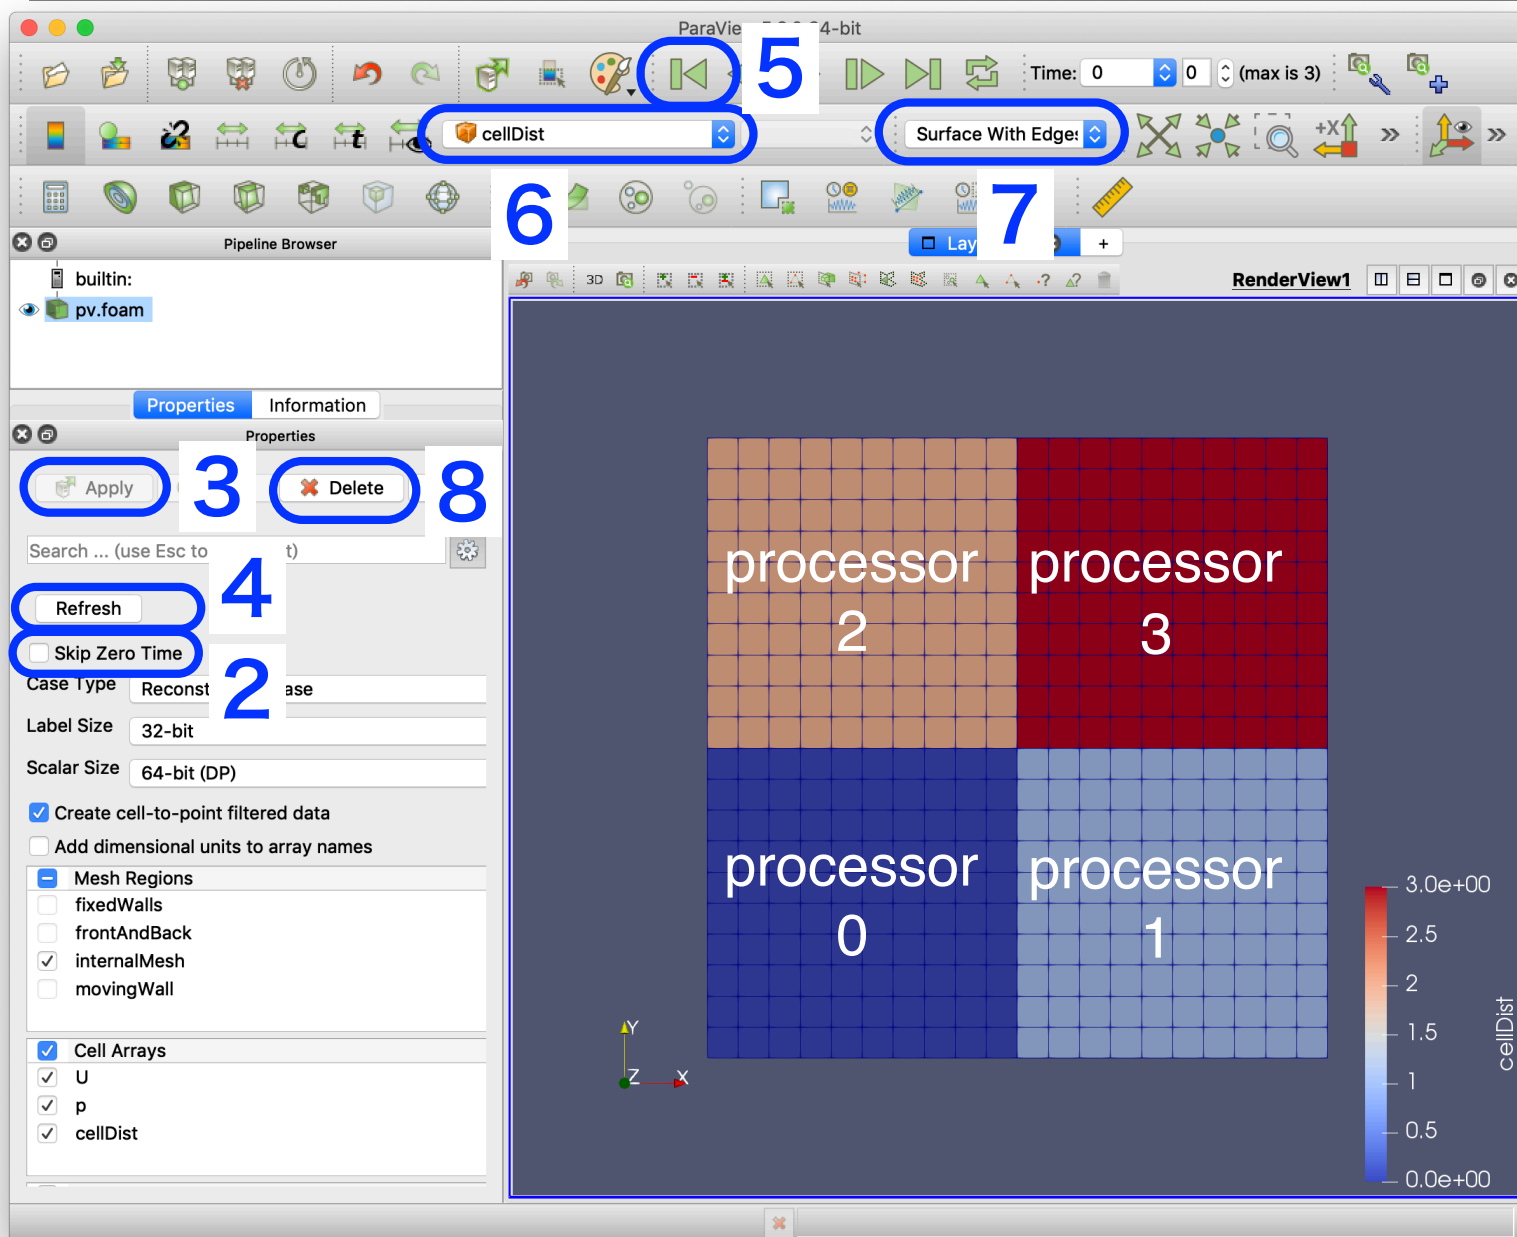 ParaVie 4-bit
5
Time: 0 0 (max is 3)
cellDist
Surface With Edges
6
7
Pipeline Browser
Lay
+
builtin:
pv.foam
3D
RenderView1
Properties Information
Properties
Apply
3
Delete
8
Search ... (use Esc to t)
4
Refresh
Skip Zero Time
2
Case Type Reconst ase
Label Size 32-bit
Scalar Size 64-bit (DP)
Create cell-to-point filtered data
Add dimensional units to array names
Mesh Regions
fixedWalls
frontAndBack
internalMesh
movingWall
Cell Arrays
U
p
cellDist
processor
2
processor
3
processor
0
processor
1
Y
Z
X
3.0e+00
2.5
2
1.5
1
0.5
0.0e+00
cellDist